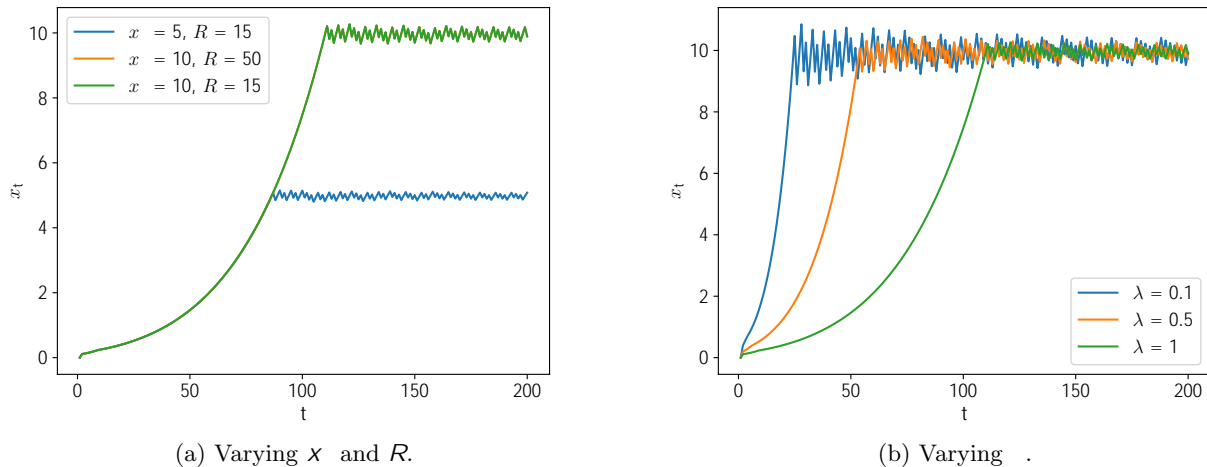 x = 5, R = 15
x = 10, R = 50
x = 10, R = 15
10
8
6
4
2
0
x_t
0
50
100
150
200
t
(a) Varying x and R.
10
8
6
4
2
0
x_t
λ = 0.1
λ = 0.5
λ = 1
0
50
100
150
200
t
(b) Varying .